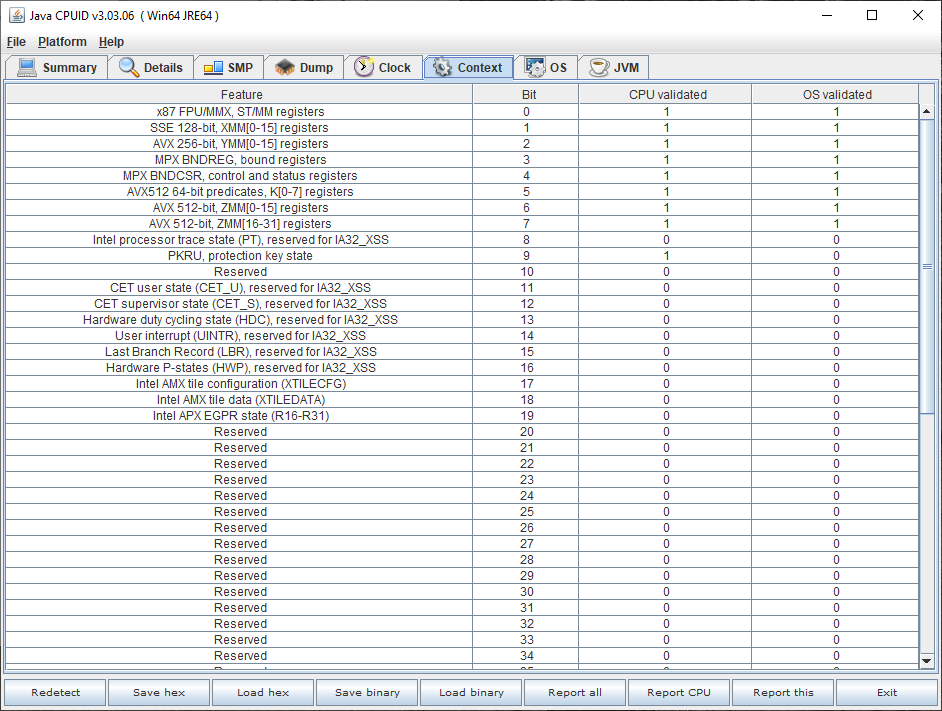 Java CPUID v3.03.06 ( Win64 JRE64 )
File Platform Help
Summary Details SMP Dump Clock Context OS JVM
Feature Bit CPU validated OS validated
x87 FPU/MMX, ST/MM registers 0 1 1
SSE 128-bit, XMM[0-15] registers 1 1 1
AVX 256-bit, YMM[0-15] registers 2 1 1
MPX BNDREG, bound registers 3 1 1
MPX BNDCSR, control and status registers 4 1 1
AVX512 64-bit predicates, K[0-7] registers 5 1 1
AVX 512-bit, ZMM[0-15] registers 6 1 1
AVX 512-bit, ZMM[16-31] registers 7 1 1
Intel processor trace state (PT), reserved for IA32_XSS 8 0 0
PKRU, protection key state 9 1 0
Reserved 10 0 0
CET user state (CET_U), reserved for IA32_XSS 11 0 0
CET supervisor state (CET_S), reserved for IA32_XSS 12 0 0
Hardware duty cycling state (HDC), reserved for IA32_XSS 13 0 0
User interrupt (UINTR), reserved for IA32_XSS 14 0 0
Last Branch Record (LBR), reserved for IA32_XSS 15 0 0
Hardware P-states (HWP), reserved for IA32_XSS 16 0 0
Intel AMX tile configuration (XTILECFG) 17 0 0
Intel AMX tile data (XTILEDATA) 18 0 0
Intel APX EGPR state (R16-R31) 19 0 0
Reserved 20 0 0
Reserved 21 0 0
Reserved 22 0 0
Reserved 23 0 0
Reserved 24 0 0
Reserved 25 0 0
Reserved 26 0 0
Reserved 27 0 0
Reserved 28 0 0
Reserved 29 0 0
Reserved 30 0 0
Reserved 31 0 0
Reserved 32 0 0
Reserved 33 0 0
Reserved 34 0 0
Redetect Save hex Load hex Save binary Load binary Report all Report CPU Report this Exit